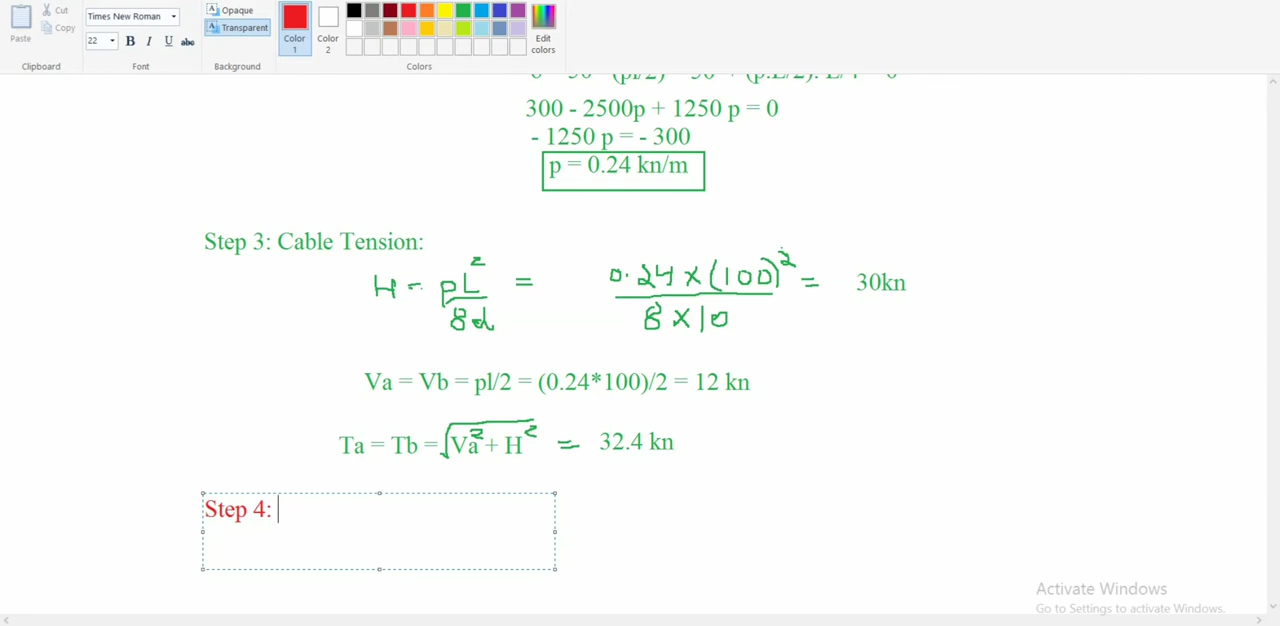 Paste
Cut
Copy
Clipboard
Times New Roman
22
B I U abc
Font
Opaque
Transparent
Background
Color 1
Color 2
Edit colors
Colors
300 - 2500p + 1250 p = 0
- 1250 p = - 300
p = 0.24 kn/m
Step 3: Cable Tension:
H = pL² / 8d = 0.24 × (100)² / 8 × 10 = 30kn
Va = Vb = pl/2 = (0.24*100)/2 = 12 kn
Ta = Tb = √Va² + H² = 32.4 kn
Step 4:
Activate Windows
Go to Settings to activate Windows.